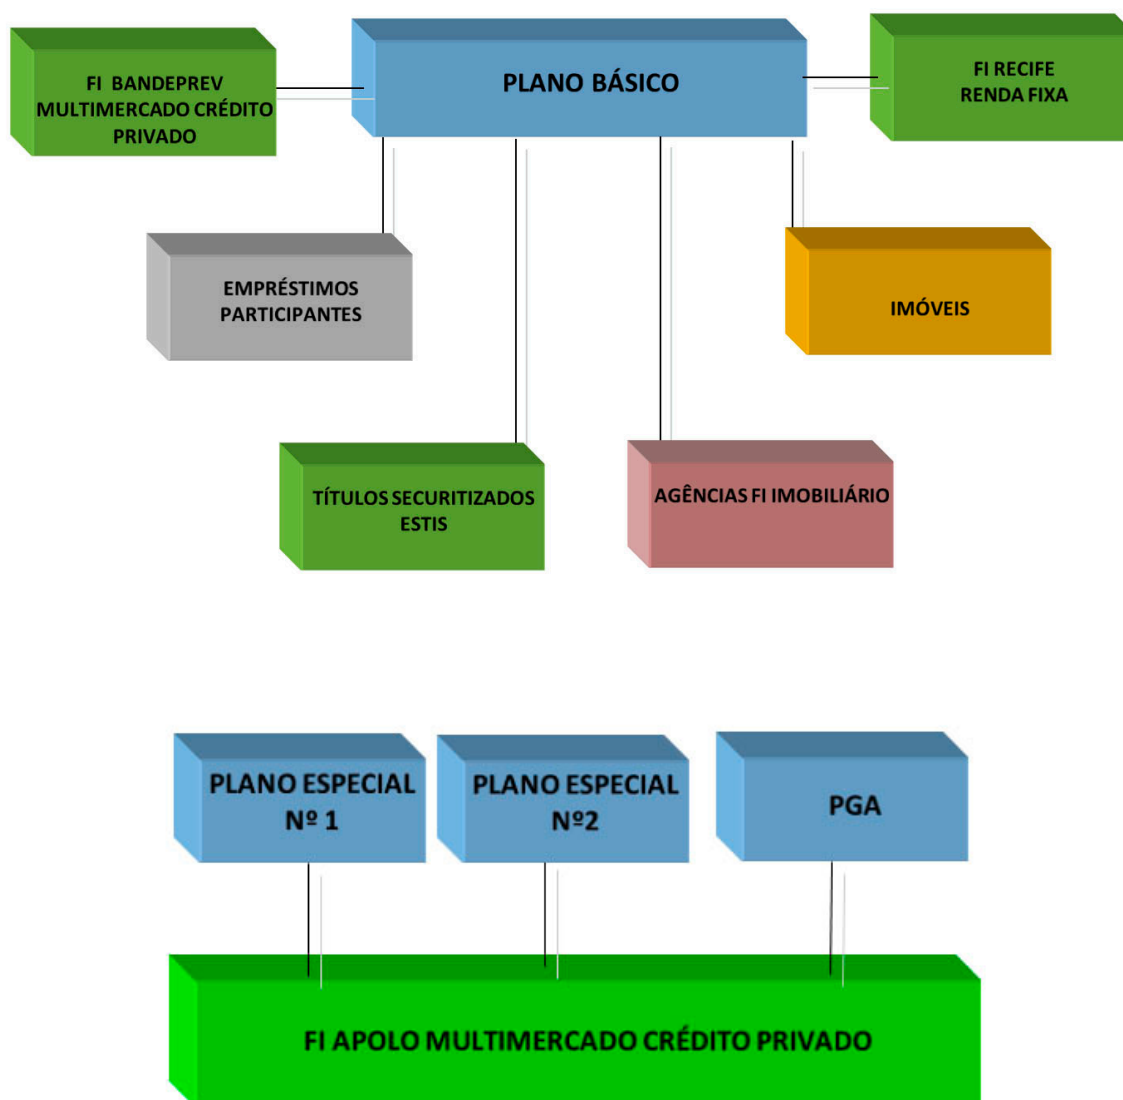 FI BANDEPREV
MULTIMERCADO CRÉDITO
PRIVADO
PLANO BÁSICO
FI RECIFE
RENDA FIXA
EMPRÉSTIMOS
PARTICIPANTES
IMÓVEIS
TÍTULOS SECURITIZADOS
ESTIS
AGÊNCIAS FI IMOBILIÁRIO
PLANO ESPECIAL
Nº 1
PLANO ESPECIAL
Nº2
PGA
FI APOLO MULTIMERCADO CRÉDITO PRIVADO